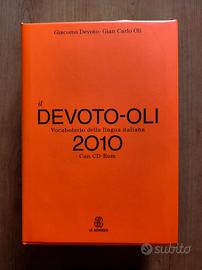 Giacomo Devoto - Gian Carlo Oli
il
DEVOTO-OLI
Vocabolario della lingua italiana
2010
Con CD-Rom
LE MONNIER
subito